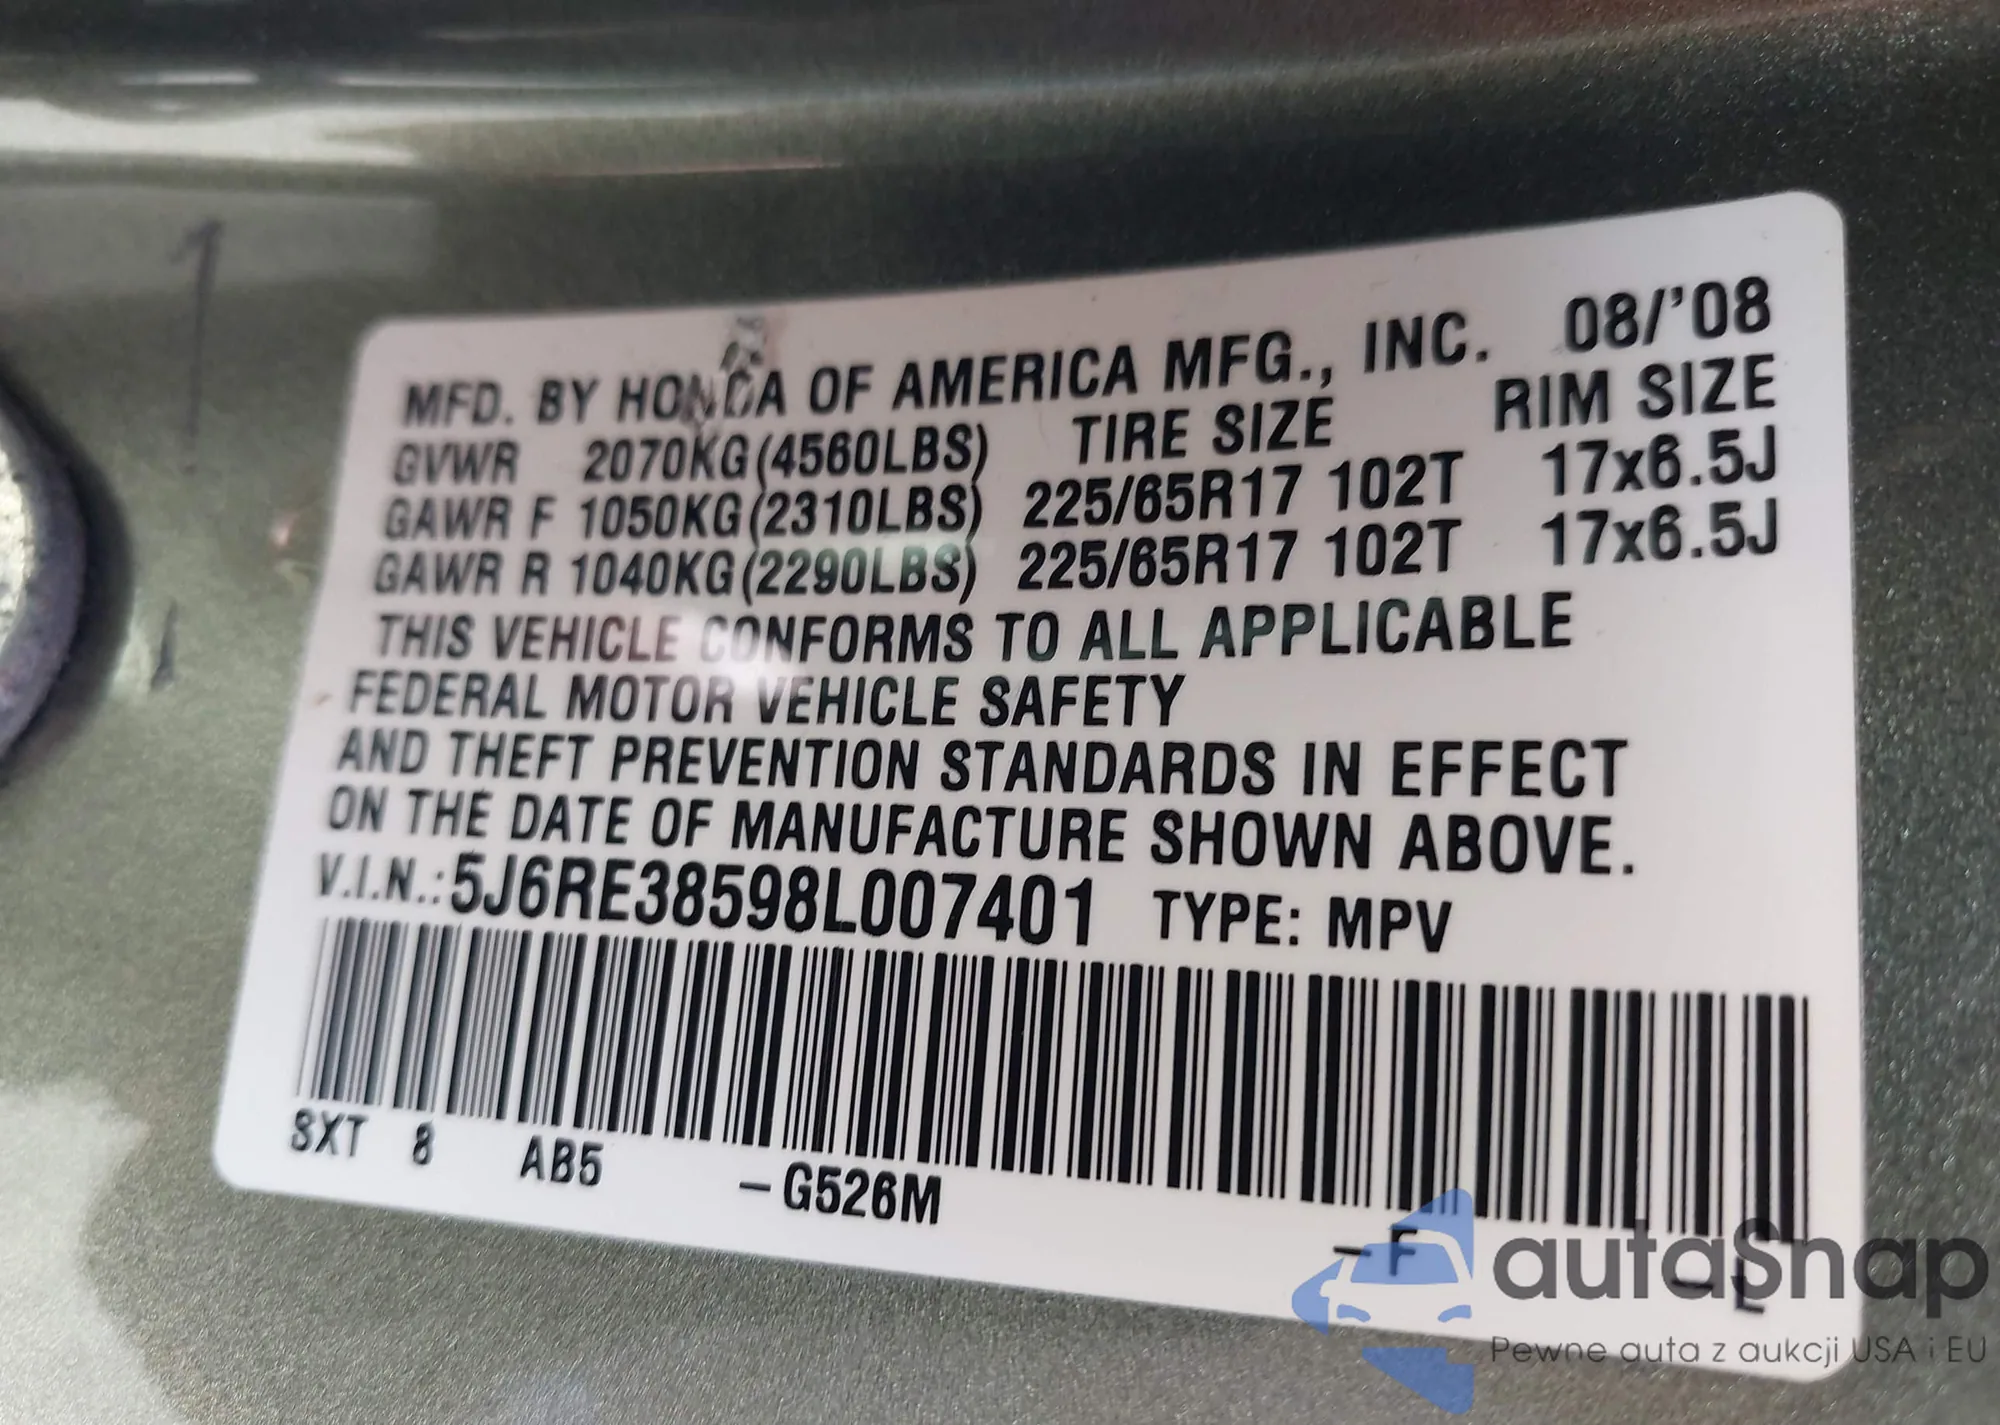 1
MFD. BY HONDA OF AMERICA MFG., INC. 08/'08
GVWR 2070KG(4560LBS) TIRE SIZE RIM SIZE
GAWR F 1050KG(2310LBS) 225/65R17 102T 17x6.5J
GAWR R 1040KG(2290LBS) 225/65R17 102T 17x6.5J
THIS VEHICLE CONFORMS TO ALL APPLICABLE
FEDERAL MOTOR VEHICLE SAFETY
AND THEFT PREVENTION STANDARDS IN EFFECT
ON THE DATE OF MANUFACTURE SHOWN ABOVE.
V.I.N.:5J6RE38598L007401 TYPE: MPV
SXT 8 AB5 –G526M –F –E
autaSnap
Pewne auta z aukcji USA i EU